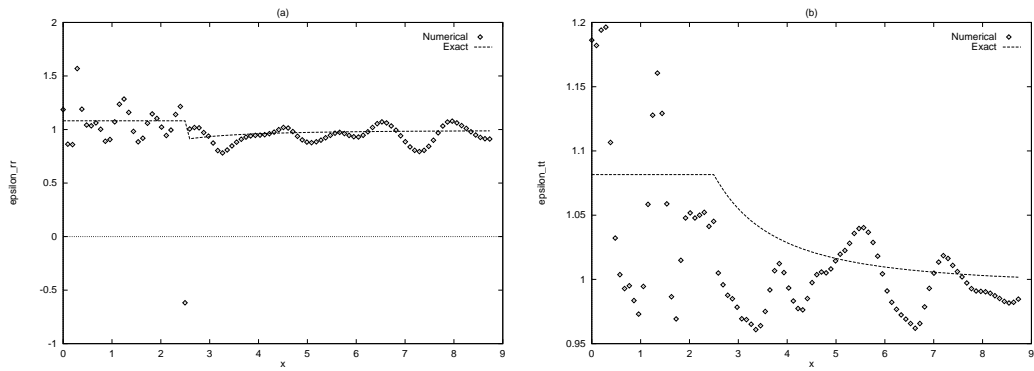 (a)
2
1.5
1
0.5
0
-0.5
-1
epsilon_rr
Numerical
Exact
0 1 2 3 4 5 6 7 8 9
x
(b)
1.2
1.15
1.1
1.05
1
0.95
epsilon_tt
Numerical
Exact
0 1 2 3 4 5 6 7 8 9
x